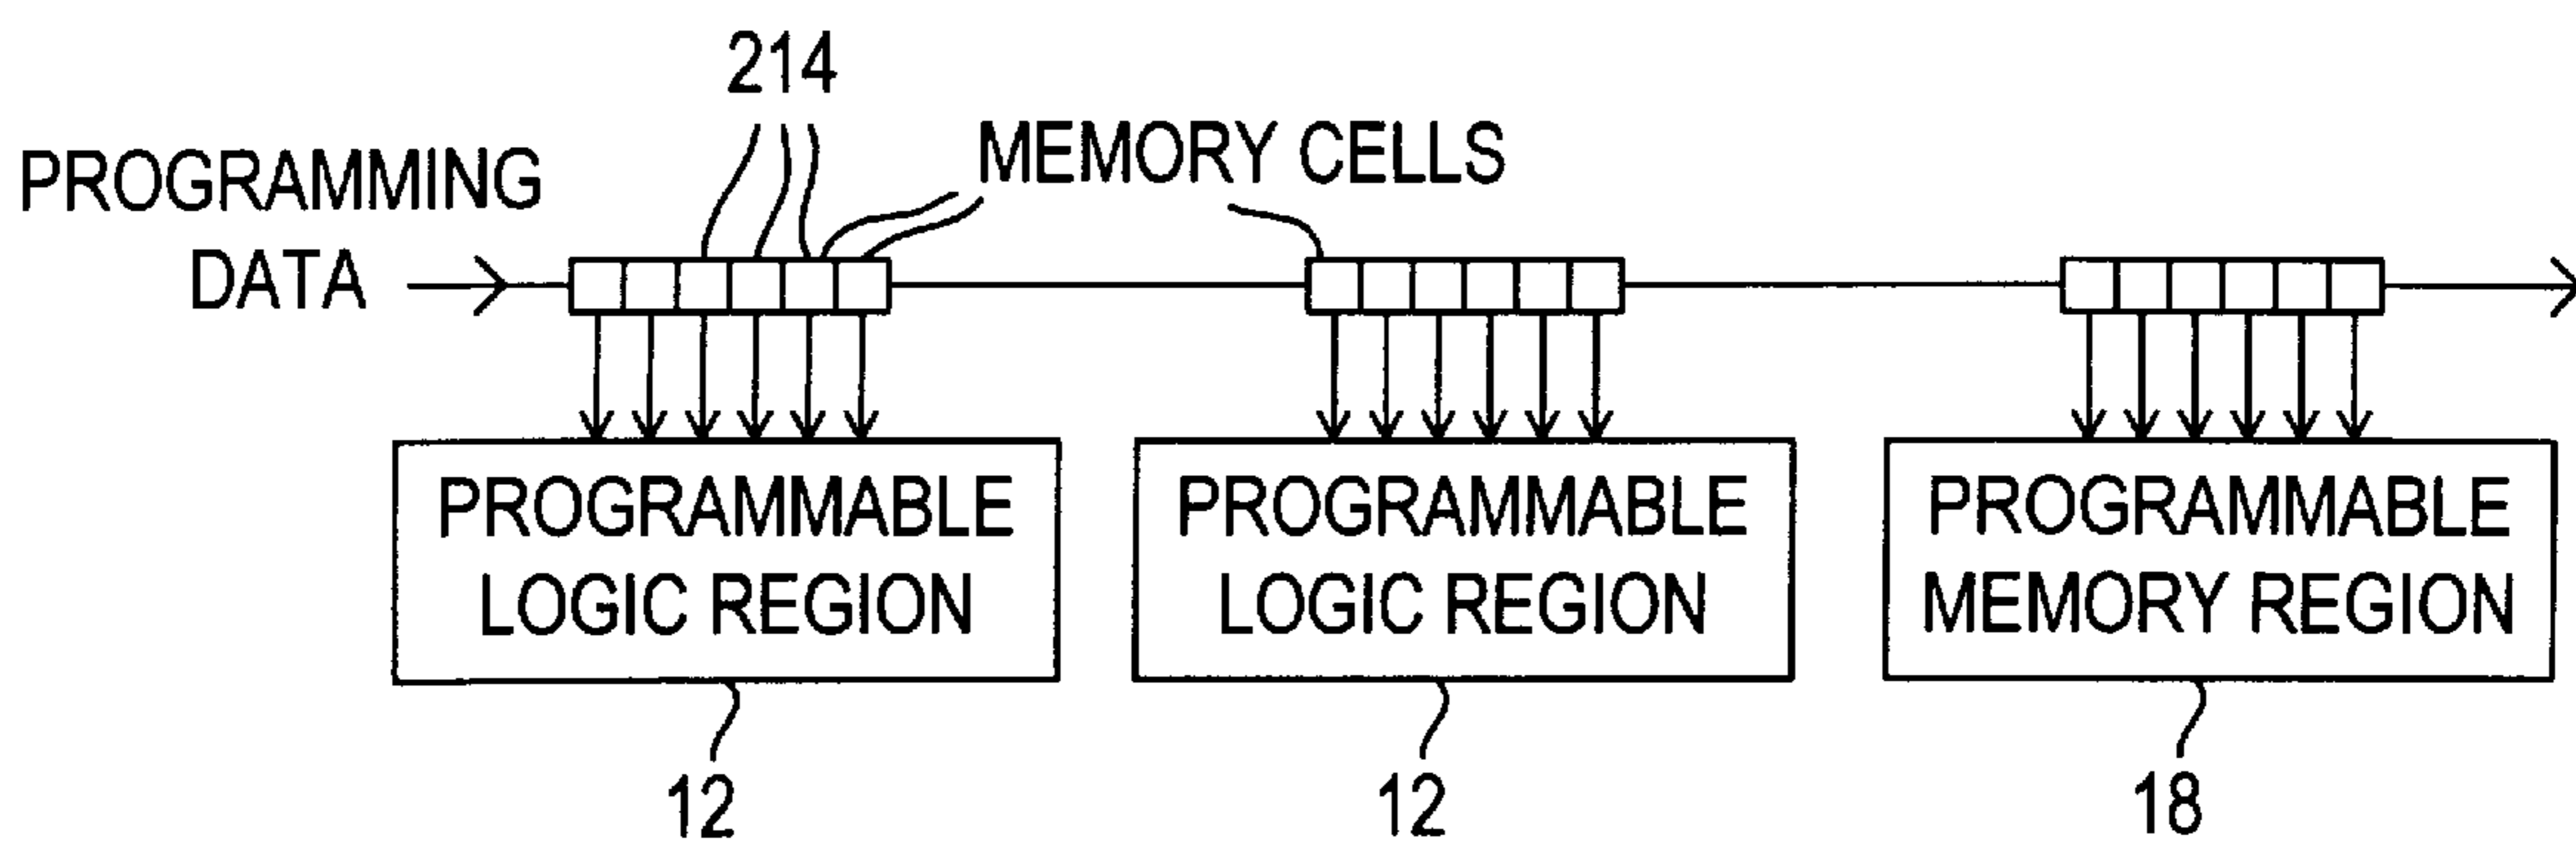 214
PROGRAMMING
DATA
MEMORY CELLS
PROGRAMMABLE
LOGIC REGION
PROGRAMMABLE
LOGIC REGION
PROGRAMMABLE
MEMORY REGION
12
12
18